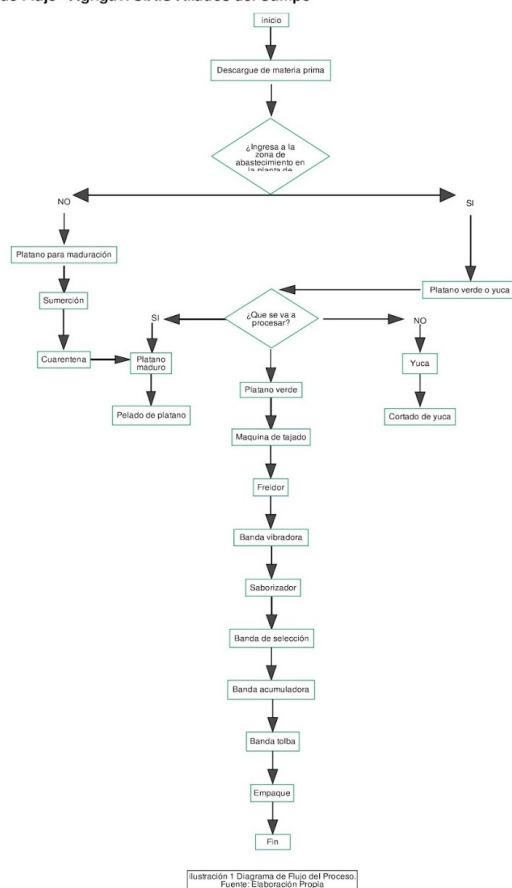 inicio
Descargue de materia prima
¿Ingresa a la
zona de
abastecimiento en
la planta de
NO
SI
Platano para maduración
Platano verde o yuca
Sumerción
¿Que se va a
procesar?
SI
NO
Cuarentena
Platano
maduro
Yuca
Pelado de platano
Platano verde
Cortado de yuca
Maquina de tajado
Freidor
Banda vibradora
Saborizador
Banda de selección
Banda acumuladora
Banda tolba
Empaque
Fin
Ilustración 1 Diagrama de Flujo del Proceso.
Fuente: Elaboración Propia